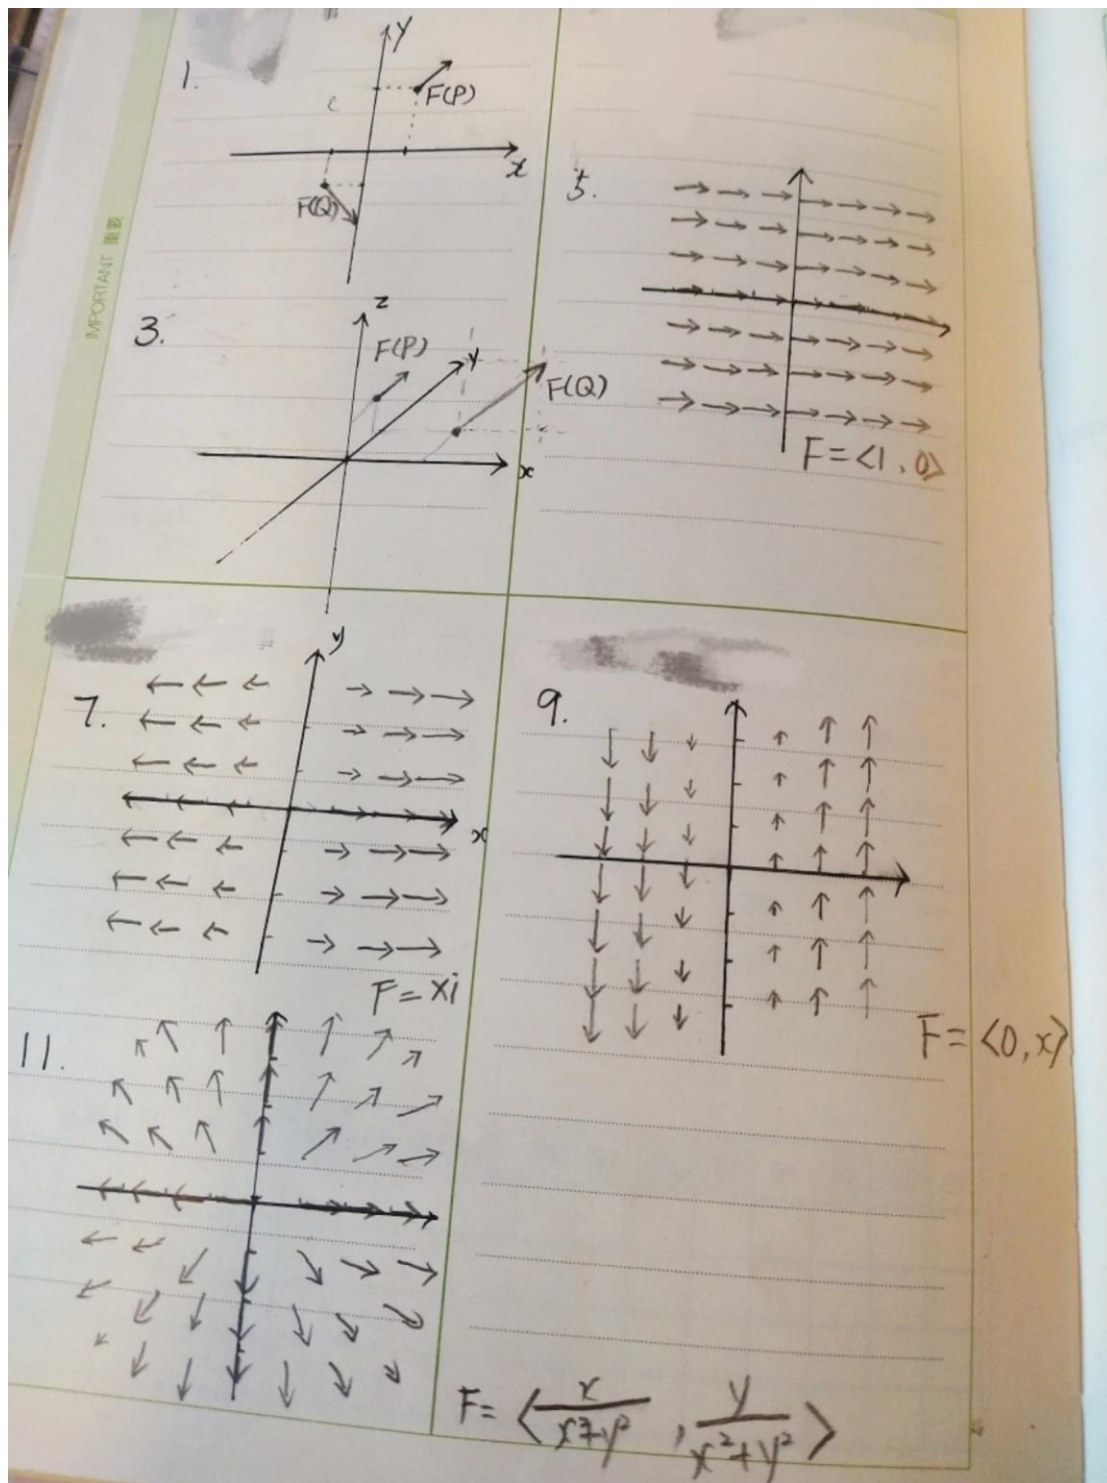 IMPORTANT 重要
1.
y
F(P)
x
F(Q)
3.
z
F(P)
y
F(Q)
x
5.
F=<1,0>
7.
y
x
F=xi
9.
F=<0,x>
11.
F=<x/x²+y², y/x²+y²>